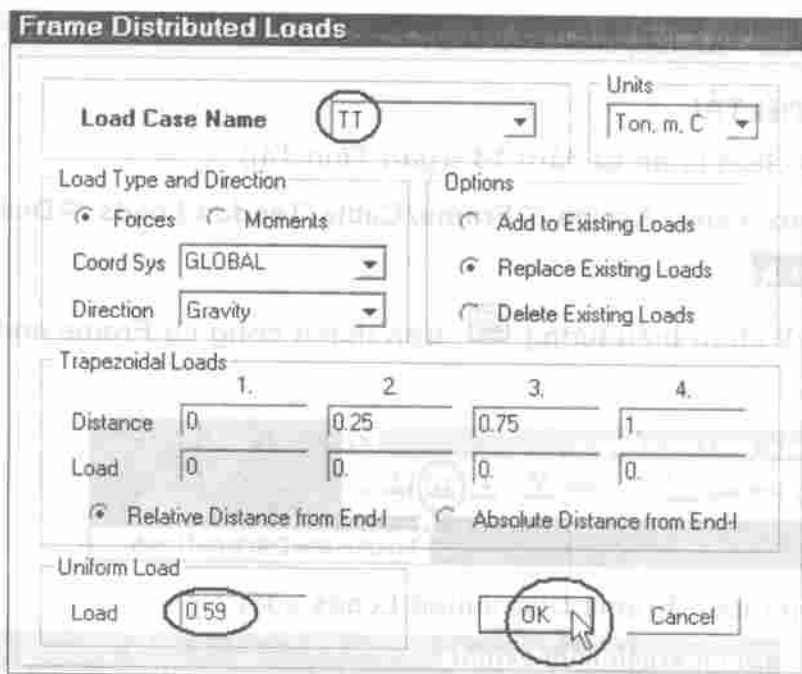 Frame Distributed Loads
Load Case Name TT
Units
Ton, m, C
Load Type and Direction
Forces Moments
Coord Sys GLOBAL
Direction Gravity
Options
Add to Existing Loads
Replace Existing Loads
Delete Existing Loads
Trapezoidal Loads
1. 2. 3. 4.
Distance 0. 0.25 0.75 1.
Load 0. 0. 0. 0.
Relative Distance from End-I Absolute Distance from End-I
Uniform Load
Load 0.59
OK Cancel